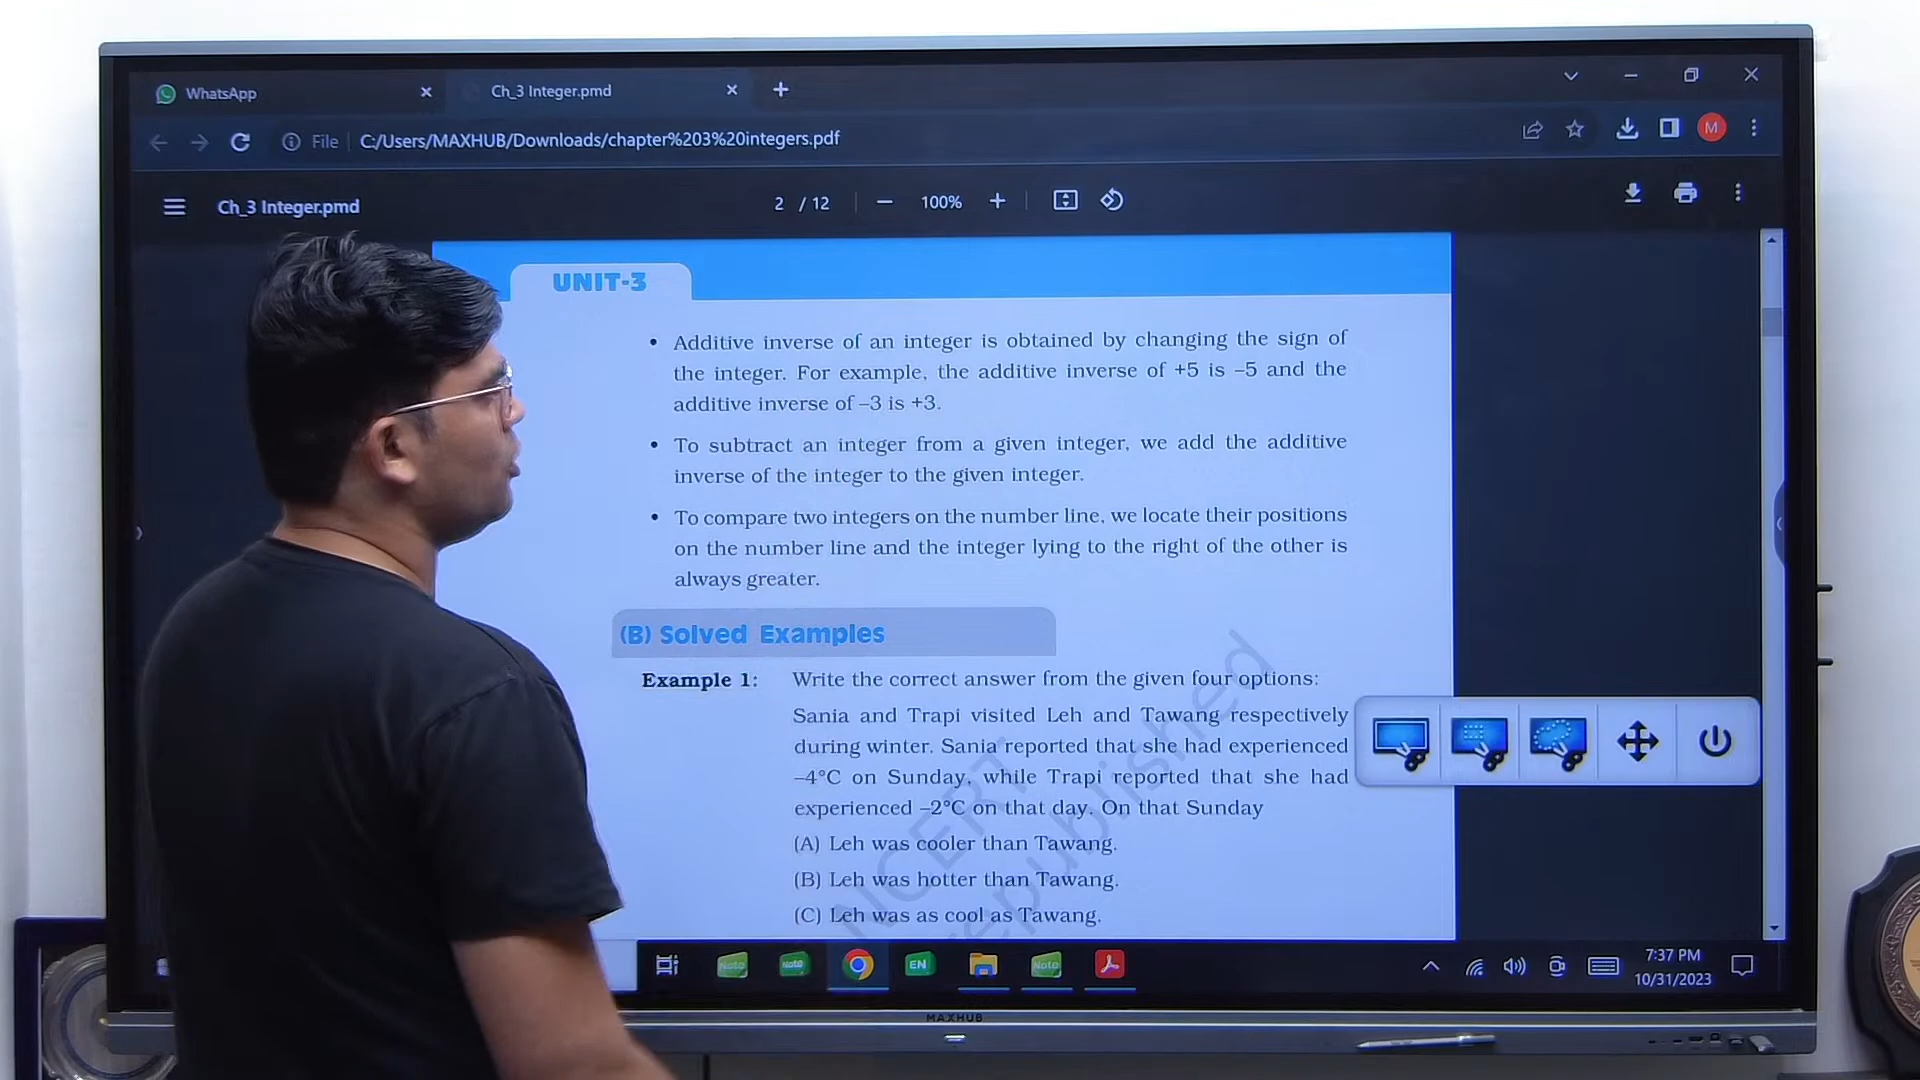 WhatsApp
Ch_3 Integer.pmd
File C:/Users/MAXHUB/Downloads/chapter%203%20integers.pdf
M
Ch_3 Integer.pmd
2 / 12
100%
UNIT-3
• Additive inverse of an integer is obtained by changing the sign of
the integer. For example, the additive inverse of +5 is –5 and the
additive inverse of –3 is +3.
• To subtract an integer from a given integer, we add the additive
inverse of the integer to the given integer.
• To compare two integers on the number line, we locate their positions
on the number line and the integer lying to the right of the other is
always greater.
(B) Solved Examples
Example 1: Write the correct answer from the given four options:
Sania and Trapi visited Leh and Tawang respectively
during winter. Sania reported that she had experienced
–4°C on Sunday, while Trapi reported that she had
experienced –2°C on that day. On that Sunday
(A) Leh was cooler than Tawang.
(B) Leh was hotter than Tawang.
(C) Leh was as cool as Tawang.
NCERT
republished
Note
Note
EN
Note
7:37 PM
10/31/2023
MAXHUB